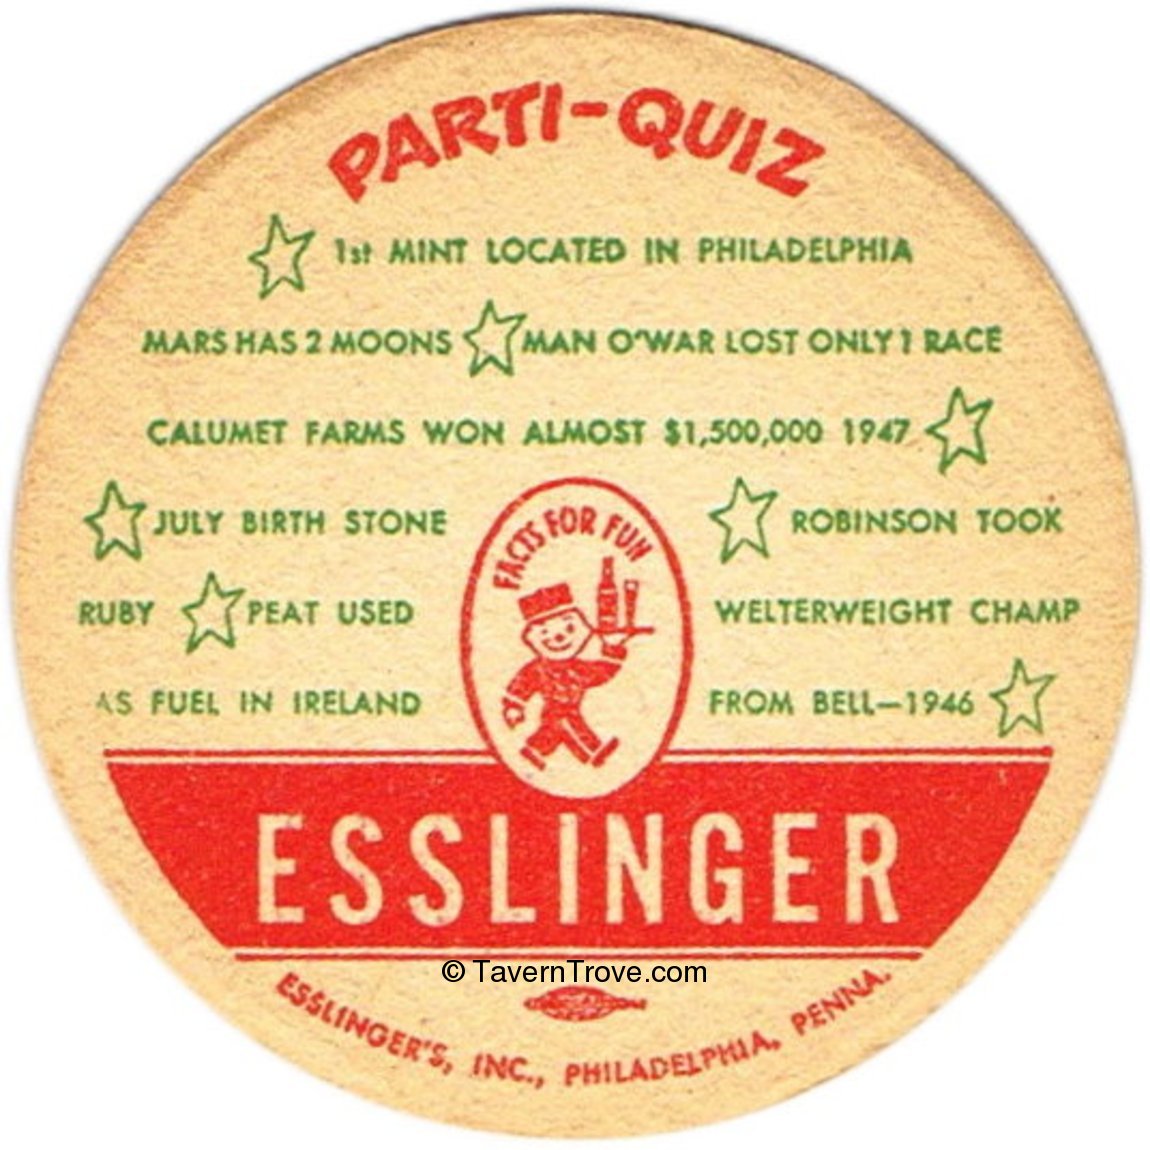 PARTI-QUIZ
1st MINT LOCATED IN PHILADELPHIA
MARS HAS 2 MOONS MAN O'WAR LOST ONLY 1 RACE
CALUMET FARMS WON ALMOST $1,500,000 1947
JULY BIRTH STONE
RUBY PEAT USED
AS FUEL IN IRELAND
FACTS FOR FUN
ROBINSON TOOK
WELTERWEIGHT CHAMP
FROM BELL—1946
ESSLINGER
© TavernTrove.com
ESSLINGER'S, INC., PHILADELPHIA, PENNA.